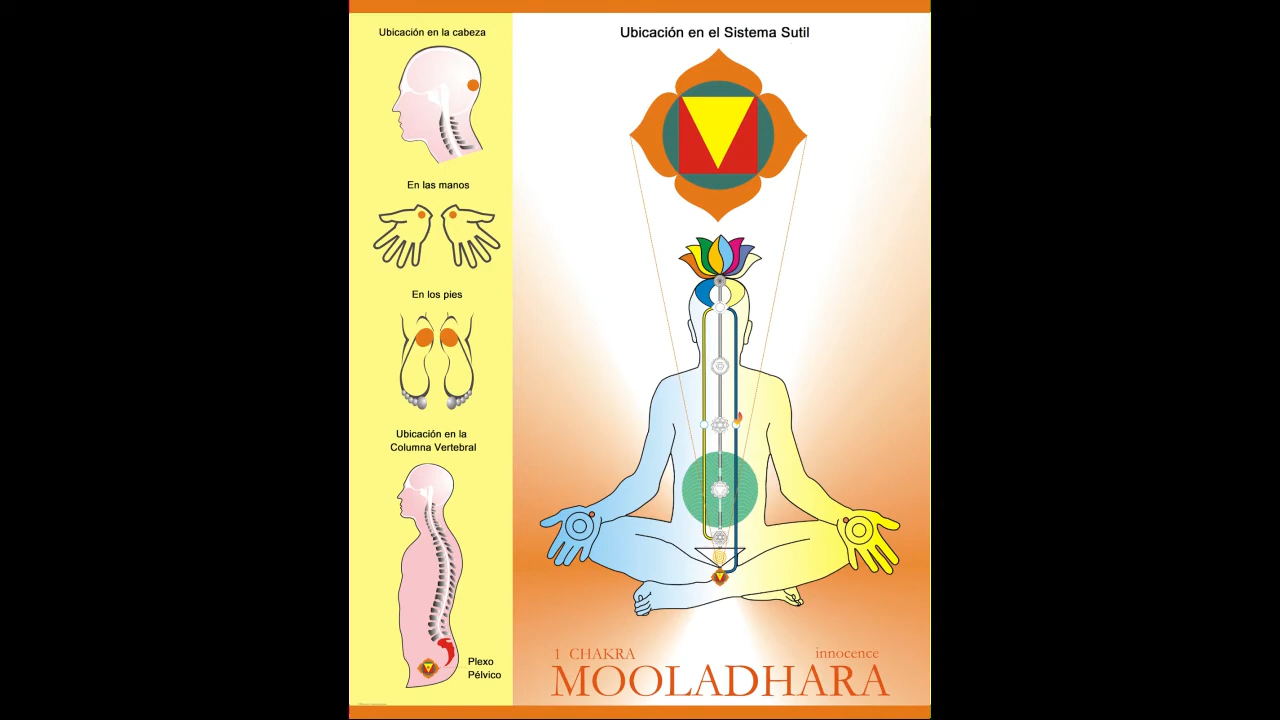 Ubicación en la cabeza
En las manos
En los pies
Ubicación en la
Columna Vertebral
Plexo
Pélvico
Ubicación en el Sistema Sutil
1 CHAKRA
innocence
MOOLADHARA